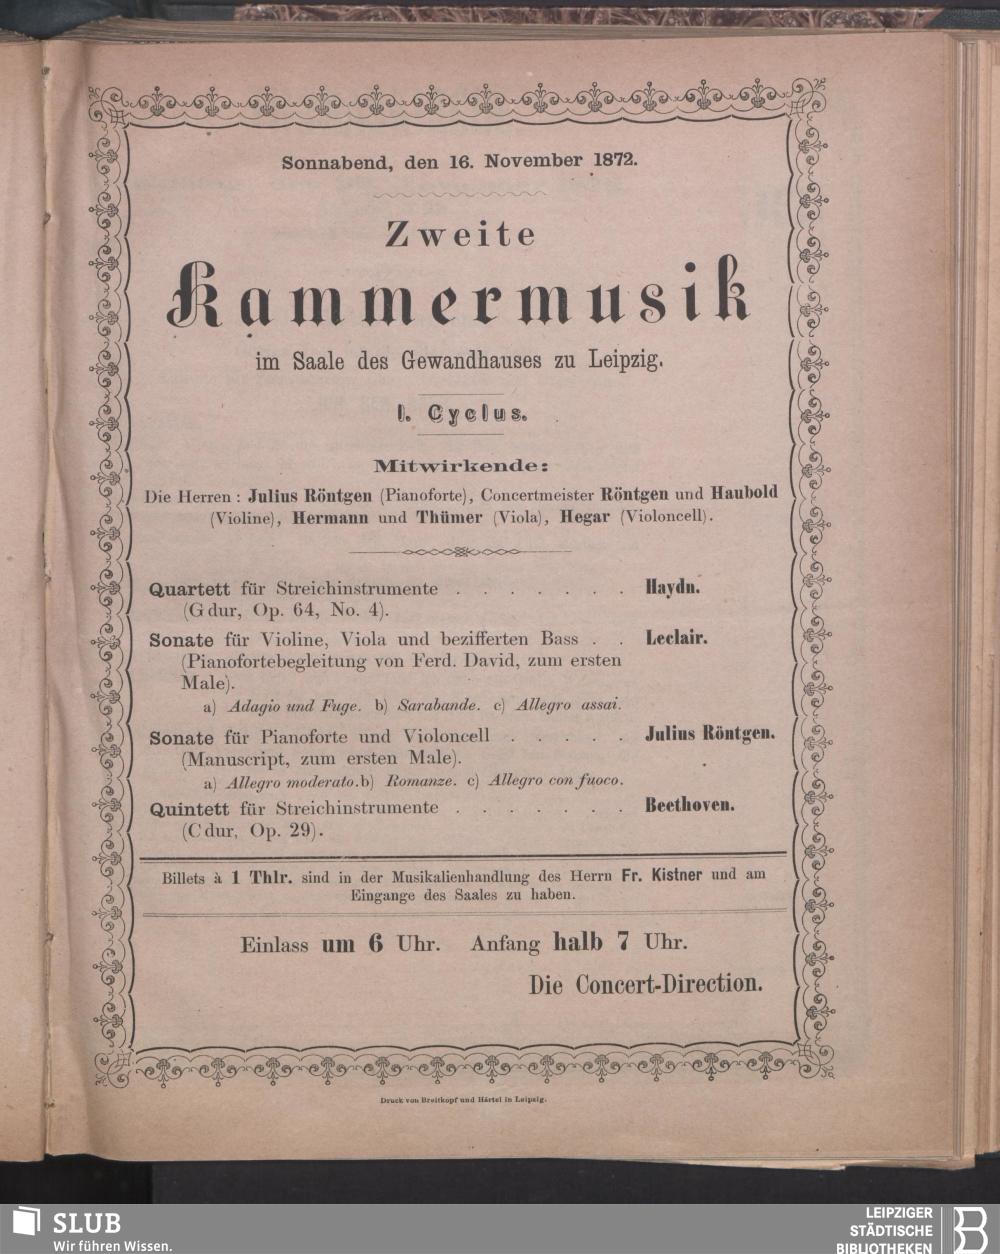 Sonnabend, den 16. November 1872.
Zweite
Kammermusik
im Saale des Gewandhauses zu Leipzig.
I. Cyclus.
Mitwirkende:
Die Herren: Julius Röntgen (Pianoforte), Concertmeister Röntgen und Haubold
(Violine), Hermann und Thümer (Viola), Hegar (Violoncell).
Quartett für Streichinstrumente . . . . . . . Haydn.
(G dur, Op. 64, No. 4).
Sonate für Violine, Viola und bezifferten Bass . . Leclair.
(Pianofortebegleitung von Ferd. David, zum ersten
Male).
a) Adagio und Fuge. b) Sarabande. c) Allegro assai.
Sonate für Pianoforte und Violoncell . . . . . Julius Röntgen.
(Manuscript, zum ersten Male).
a) Allegro moderato. b) Romanze. c) Allegro con fuoco.
Quintett für Streichinstrumente . . . . . . . Beethoven.
(C dur, Op. 29).
Billets à 1 Thlr. sind in der Musikalienhandlung des Herrn Fr. Kistner und am
Eingange des Saales zu haben.
Einlass um 6 Uhr. Anfang halb 7 Uhr.
Die Concert-Direction.
Druck von Breitkopf und Härtel in Leipzig.
SLUB
Wir führen Wissen.
LEIPZIGER
STÄDTISCHE
BIBLIOTHEKEN